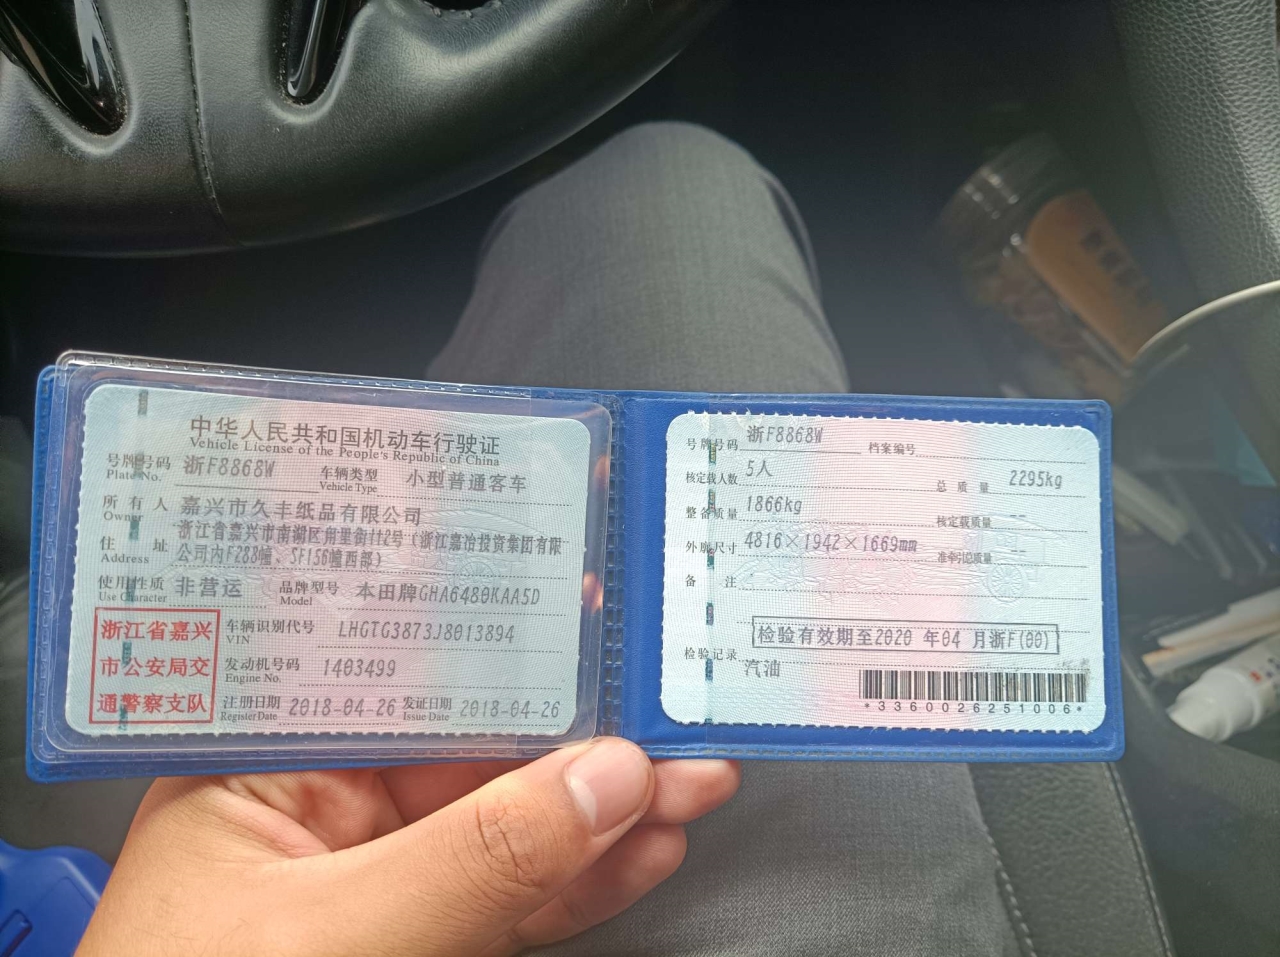 中华人民共和国机动车行驶证
Vehicle License of the People's Republic of China
号牌号码 浙F8868W 车辆类型 小型普通客车
Plate No. Vehicle Type
所有人 嘉兴市久丰纸品有限公司
Owner
住址 浙江省嘉兴市南湖区角里街112号(浙江嘉冶投资集团有限
Address 公司内FZ88幢、SF156幢西部)
使用性质 非营运 品牌型号 本田牌GHA6480KAA5D
Use Character Model
浙江省嘉兴
市公安局交
通警察支队
车辆识别代号 LHGTG3873J8013894
VIN
发动机号码 1403499
Engine No.
注册日期 2018-04-26 发证日期 2018-04-26
Register Date Issue Date
号牌号码 浙F8868W 档案编号
核定载人数 5人 总质量 2295kg
整备质量 1866kg 核定载质量 --
外廓尺寸 4816×1942×1669mm 准牵引总质量 --
备注
检验有效期至2020 年04 月浙F(00)
检验记录
汽油
*3360026251006*